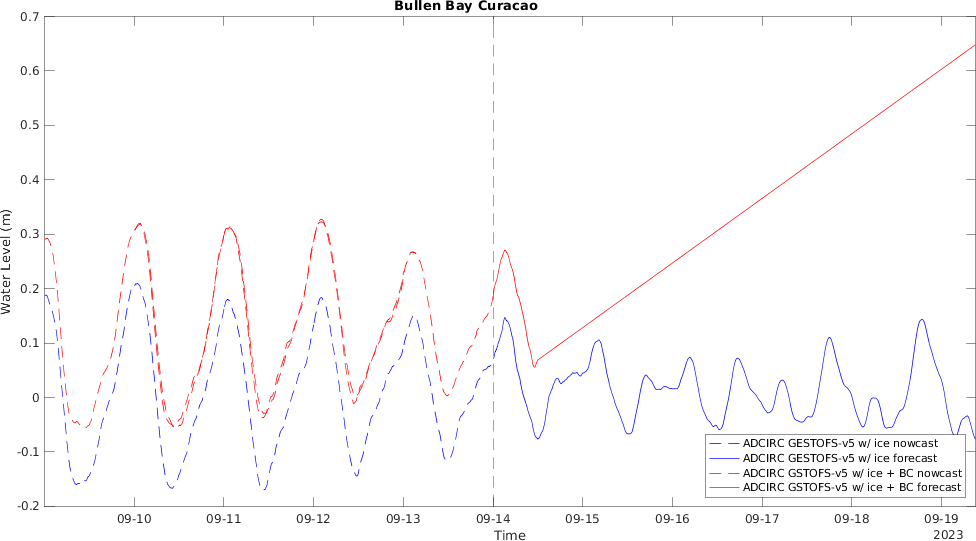 Bullen Bay Curacao
0.7
0.6
0.5
0.4
0.3
0.2
0.1
0
-0.1
-0.2
Water Level (m)
09-10 09-11 09-12 09-13 09-14 09-15 09-16 09-17 09-18 09-19
2023
Time
ADCIRC GESTOFS-v5 w/ ice nowcast
ADCIRC GESTOFS-v5 w/ ice forecast
ADCIRC GSTOFS-v5 w/ ice + BC nowcast
ADCIRC GSTOFS-v5 w/ ice + BC forecast